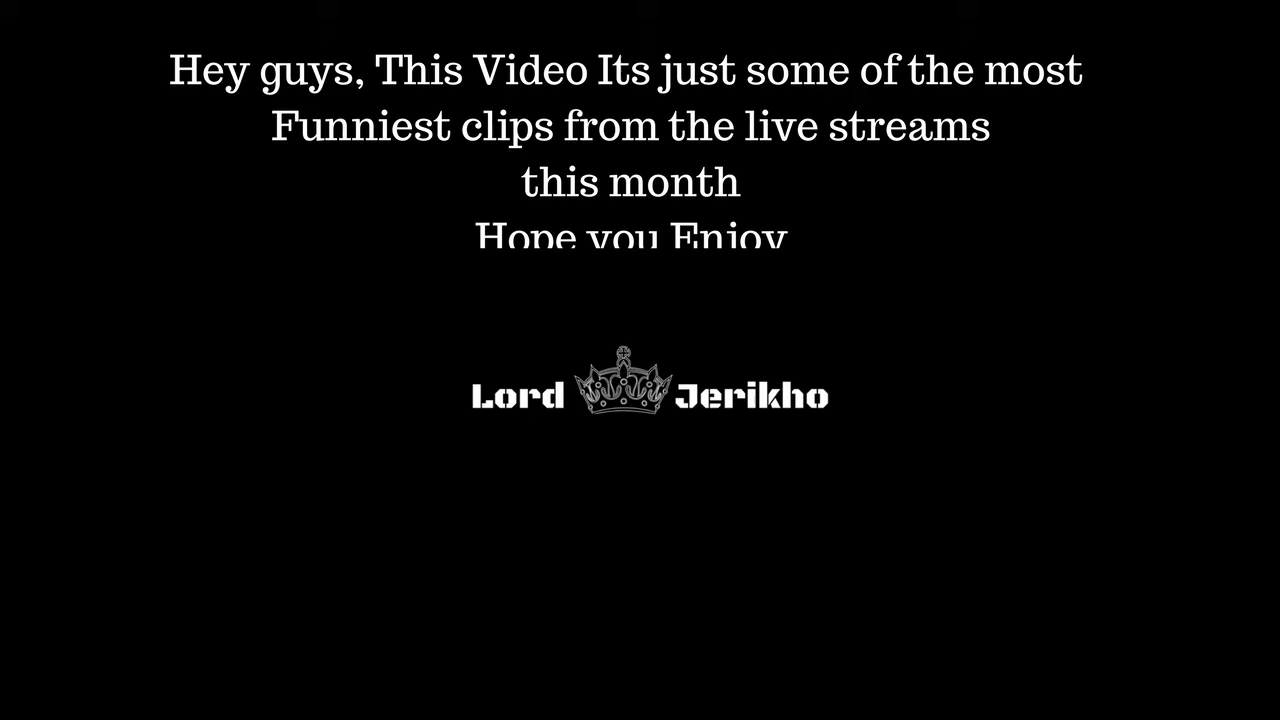 Hey guys, This Video Its just some of the most
Funniest clips from the live streams
this month
Hope you Enjoy
Lord Jerikho